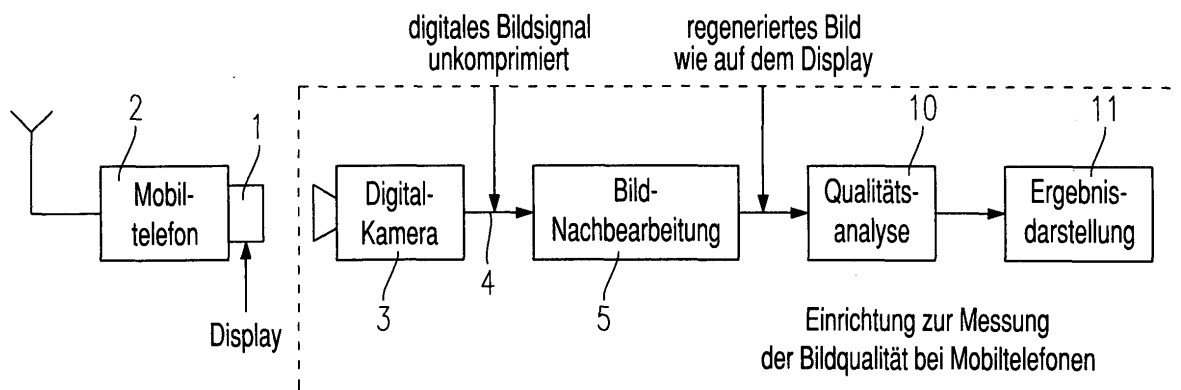 digitales Bildsignal
unkomprimiert
regeneriertes Bild
wie auf dem Display
2
1
10
11
Mobil-
telefon
Digital-
Kamera
Bild-
Nachbearbeitung
Qualitäts-
analyse
Ergebnis-
darstellung
3
4
5
Display
Einrichtung zur Messung
der Bildqualität bei Mobiltelefonen